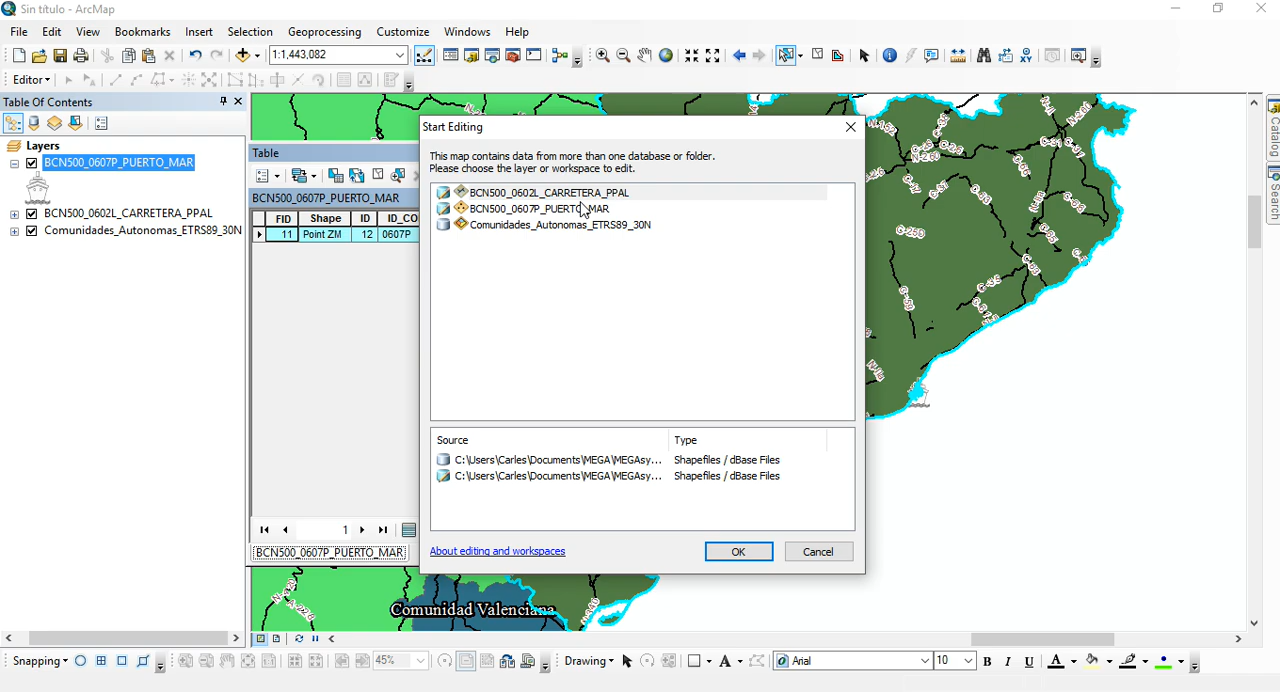 Sin título - ArcMap
File Edit View Bookmarks Insert Selection Geoprocessing Customize Windows Help
1:1,443,082
Editor
Table Of Contents
Layers
BCN500_0607P_PUERTO_MAR
BCN500_0602L_CARRETERA_PPAL
Comunidades_Autonomas_ETRS89_30N
Table
BCN500_0607P_PUERTO_MAR
FID Shape ID ID_CO
11 Point ZM 12 0607P
1
BCN500_0607P_PUERTO_MAR
Start Editing
This map contains data from more than one database or folder.
Please choose the layer or workspace to edit.
BCN500_0602L_CARRETERA_PPAL
BCN500_0607P_PUERTO_MAR
Comunidades_Autonomas_ETRS89_30N
Source Type
C:\Users\Carles\Documents\MEGA\MEGAsy... Shapefiles / dBase Files
C:\Users\Carles\Documents\MEGA\MEGAsy... Shapefiles / dBase Files
About editing and workspaces
OK Cancel
Catalog
Search
Comunidad Valenciana
Snapping
45%
Drawing
A
Arial
10
B I U A